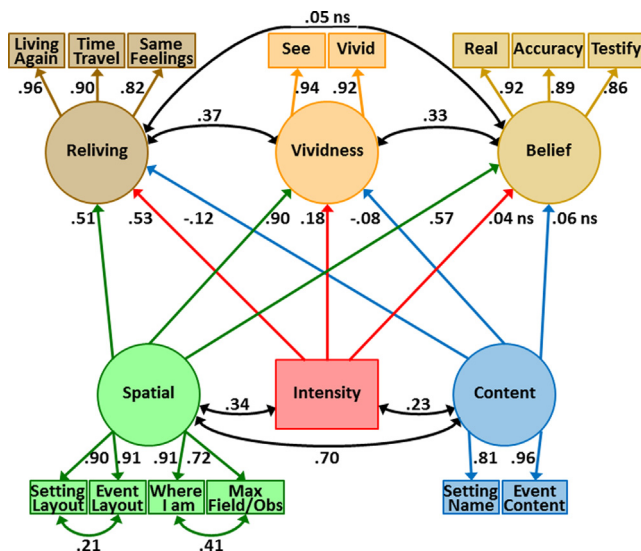 .05 ns
Living Again
Time Travel
Same Feelings
See
Vivid
Real
Accuracy
Testify
.96
.90
.82
.94
.92
.92
.89
.86
.37
.33
Reliving
Vividness
Belief
.51
.53
-.12
.90
.18
-.08
.57
.04 ns
.06 ns
Spatial
Intensity
Content
.34
.23
.70
.90
.91
.91
.72
.81
.96
Setting Layout
Event Layout
Where I am
Max Field/Obs
Setting Name
Event Content
.21
.41